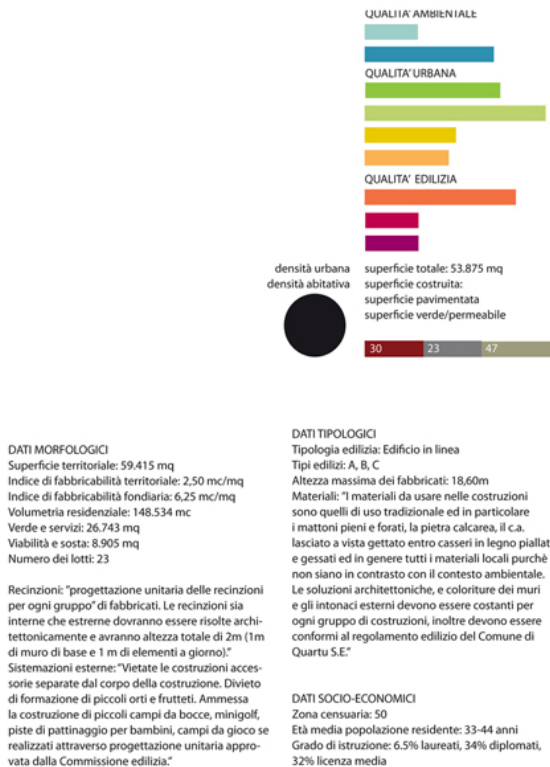 QUALITA' AMBIENTALE
QUALITA' URBANA
QUALITA' EDILIZIA
densità urbana
densità abitativa
superficie totale: 53.875 mq
superficie costruita:
superficie pavimentata
superficie verde/permeabile
30 23 47
DATI MORFOLOGICI
Superficie territoriale: 59.415 mq
Indice di fabbricabilità territoriale: 2,50 mc/mq
Indice di fabbricabilità fondiaria: 6,25 mc/mq
Volumetria residenziale: 148.534 mc
Verde e servizi: 26.743 mq
Viabilità e sosta: 8.905 mq
Numero dei lotti: 23
Recinzioni: "progettazione unitaria delle recinzioni
per ogni gruppo" di fabbricati. Le recinzioni sia
interne che estrerne dovranno essere risolte archi-
tettonicamente e avranno altezza totale di 2m (1m
di muro di base e 1 m di elementi a giorno)."
Sistemazioni esterne: "Vietate le costruzioni acces-
sorie separate dal corpo della costruzione. Divieto
di formazione di piccoli orti e frutteti. Ammessa
la costruzione di piccoli campi da bocce, minigolf,
piste di pattinaggio per bambini, campi da gioco se
realizzati attraverso progettazione unitaria appro-
vata dalla Commissione edilizia."
DATI TIPOLOGICI
Tipologia edilizia: Edificio in linea
Tipi edilizi: A, B, C
Altezza massima dei fabbricati: 18,60m
Materiali: "I materiali da usare nelle costruzioni
sono quelli di uso tradizionale ed in particolare
i mattoni pieni e forati, la pietra calcarea, il c.a.
lasciato a vista gettato entro casseri in legno piallat
e gessati ed in genere tutti i materiali locali purchè
non siano in contrasto con il contesto ambientale.
Le soluzioni architettoniche, e coloriture dei muri
e gli intonaci esterni devono essere costanti per
ogni gruppo di costruzioni, inoltre devono essere
conformi al regolamento edilizio del Comune di
Quartu S.E."
DATI SOCIO-ECONOMICI
Zona censuaria: 50
Età media popolazione residente: 33-44 anni
Grado di istruzione: 6.5% laureati, 34% diplomati,
32% licenza media